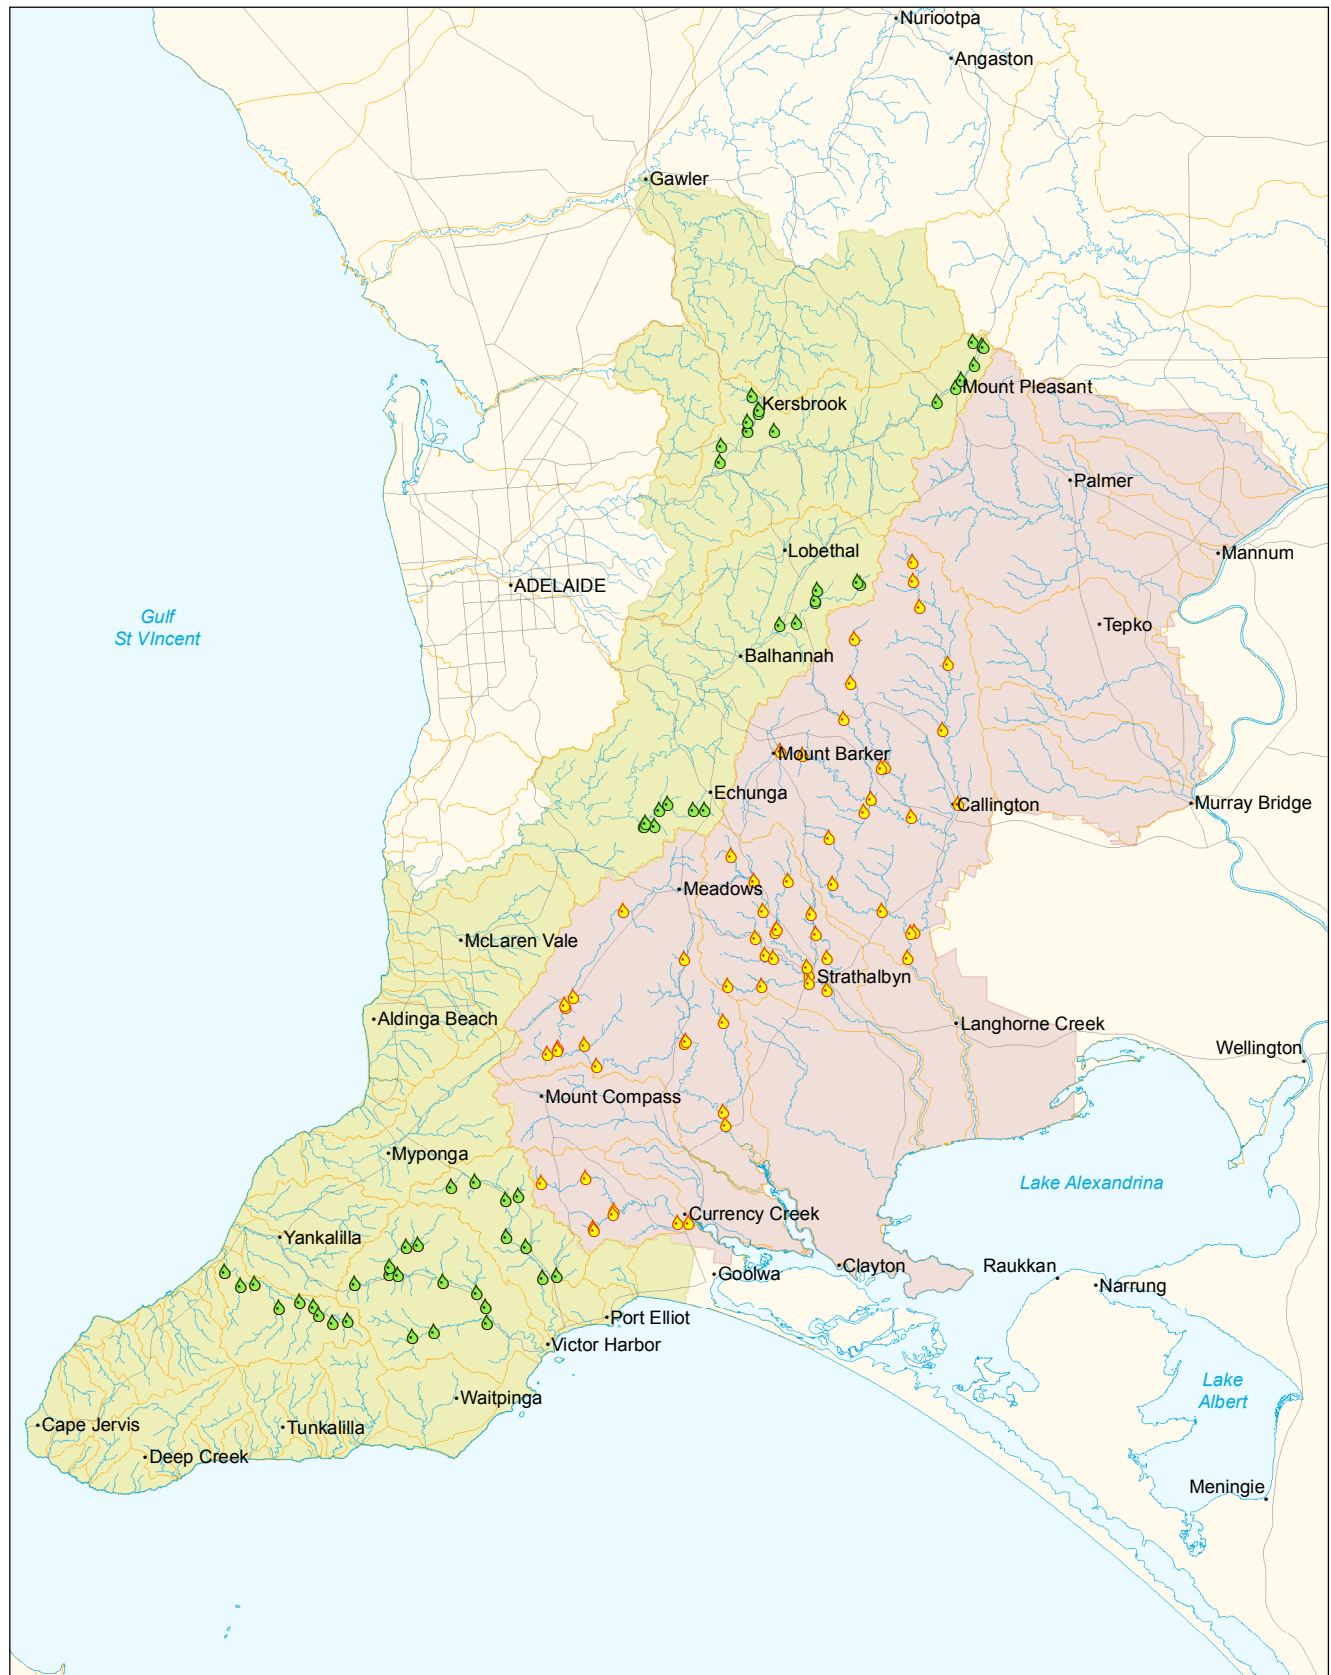 Nuriootpa
Angaston
Gawler
Mount Pleasant
Kersbrook
Palmer
Lobethal
Mannum
ADELAIDE
Gulf
St VIncent
Tepko
Balhannah
Mount Barker
Echunga
Callington
Murray Bridge
Meadows
McLaren Vale
Strathalbyn
Aldinga Beach
Langhorne Creek
Wellington
Mount Compass
Myponga
Lake Alexandrina
Currency Creek
Yankalilla
Goolwa
Clayton
Raukkan
Narrung
Port Elliot
Victor Harbor
Lake
Albert
Waitpinga
Cape Jervis
Tunkalilla
Deep Creek
Meningie